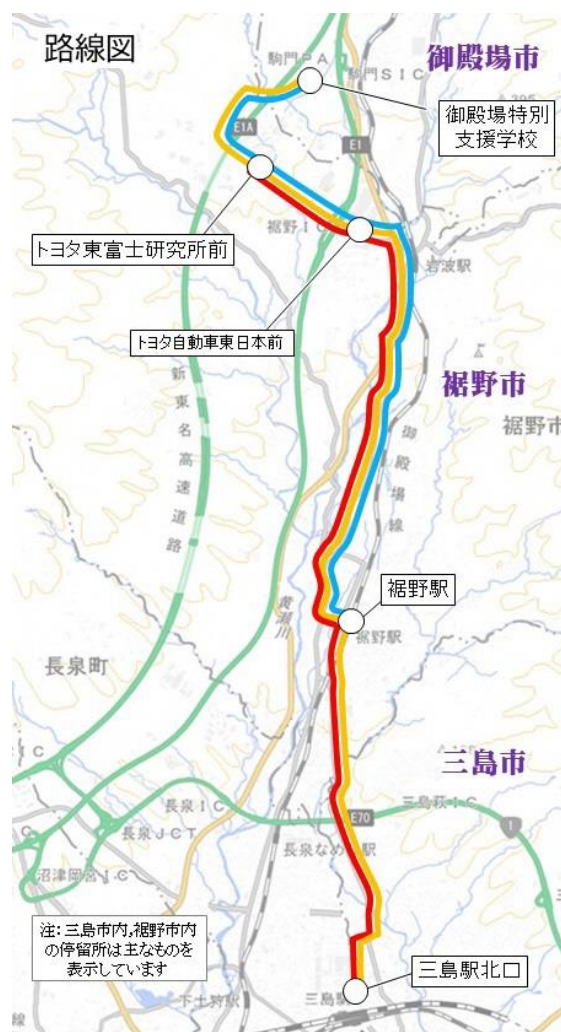 路線図
御殿場市
駒門PA
駒門SIC
御殿場特別
支援学校
E1A
E1
裾野IC
トヨタ東富士研究所前
岩波駅
トヨタ自動車東日本前
裾野市
裾野市
新東名高速道路
御殿場線
裾野駅
黄瀬川
裾野駅
長泉町
三島市
三島萩IC
長泉IC
E70
1
長泉JCT
長泉なめ
駅
沼津岡宮IC
注:三島市内,裾野市内
の停留所は主なものを
表示しています
三島駅北口
下土狩駅
三島駅